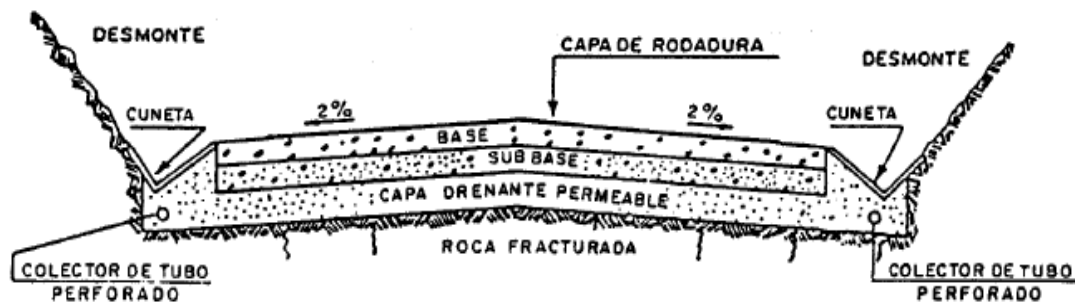 DESMONTE
CAPA DE RODADURA
DESMONTE
CUNETA
2%
2%
CUNETA
BASE
SUB BASE
CAPA DRENANTE PERMEABLE
ROCA FRACTURADA
COLECTOR DE TUBO
PERFORADO
COLECTOR DE TUBO
PERFORADO